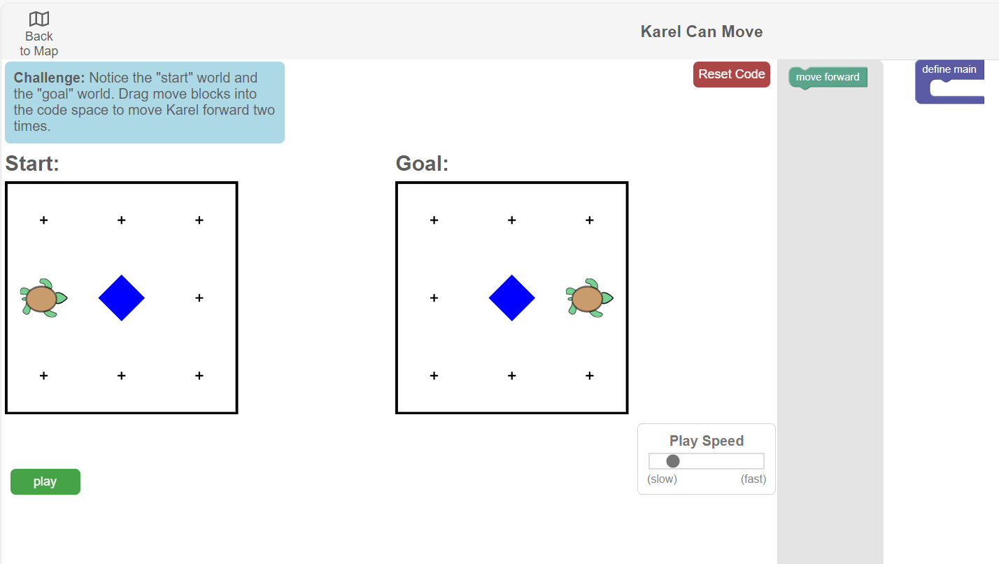 Back
to Map
Karel Can Move
Challenge: Notice the "start" world and
the "goal" world. Drag move blocks into
the code space to move Karel forward two
times.
Reset Code
move forward
define main
Start:
Goal:
Play Speed
(slow)
(fast)
play